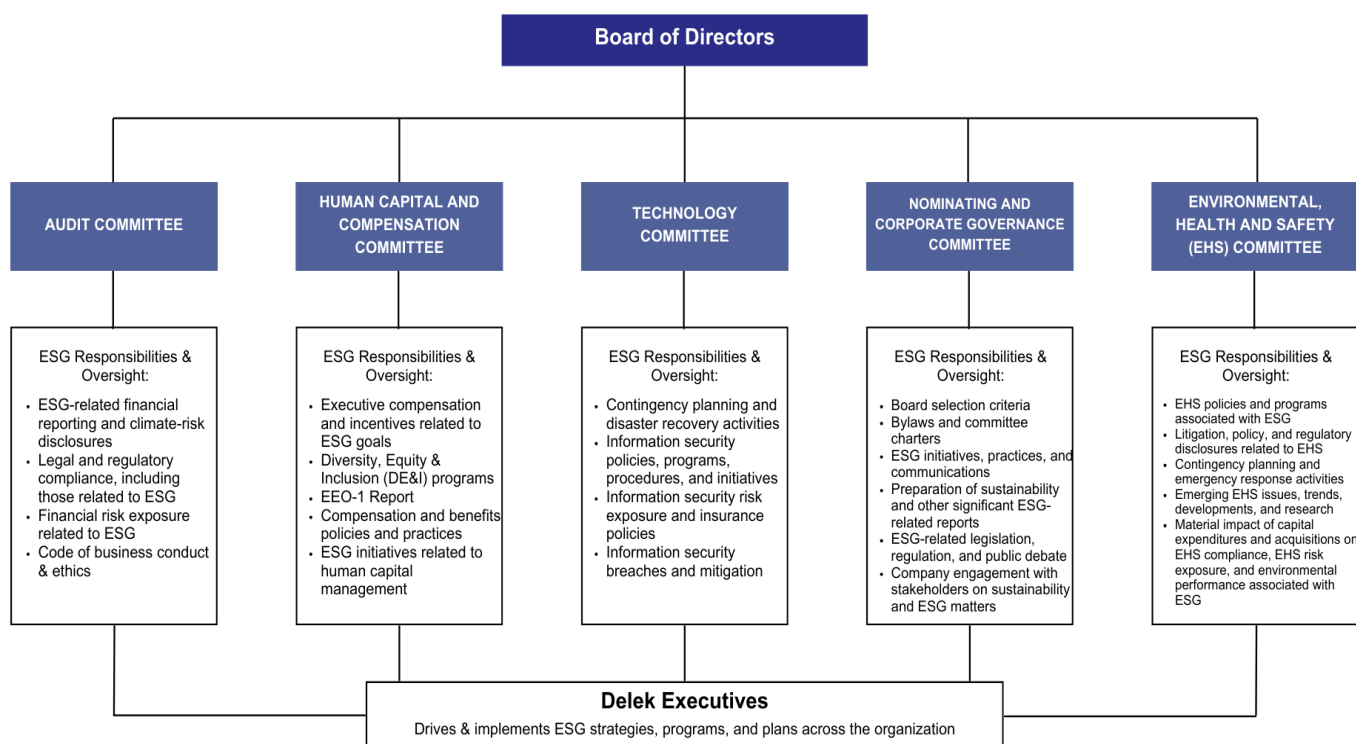 Board of Directors
AUDIT COMMITTEE
HUMAN CAPITAL AND
COMPENSATION
COMMITTEE
TECHNOLOGY
COMMITTEE
NOMINATING AND
CORPORATE GOVERNANCE
COMMITTEE
ENVIRONMENTAL,
HEALTH AND SAFETY
(EHS) COMMITTEE
ESG Responsibilities &
Oversight:
• ESG-related financial
reporting and climate-risk
disclosures
• Legal and regulatory
compliance, including
those related to ESG
• Financial risk exposure
related to ESG
• Code of business conduct
& ethics
ESG Responsibilities &
Oversight:
• Executive compensation
and incentives related to
ESG goals
• Diversity, Equity &
Inclusion (DE&I) programs
• EEO-1 Report
• Compensation and benefits
policies and practices
• ESG initiatives related to
human capital
management
ESG Responsibilities &
Oversight:
• Contingency planning and
disaster recovery activities
• Information security
policies, programs,
procedures, and initiatives
• Information security risk
exposure and insurance
policies
• Information security
breaches and mitigation
ESG Responsibilities &
Oversight:
• Board selection criteria
• Bylaws and committee
charters
• ESG initiatives, practices, and
communications
• Preparation of sustainability
and other significant ESG-
related reports
• ESG-related legislation,
regulation, and public debate
• Company engagement with
stakeholders on sustainability
and ESG matters
ESG Responsibilities &
Oversight:
• EHS policies and programs
associated with ESG
• Litigation, policy, and regulatory
disclosures related to EHS
• Contingency planning and
emergency response activities
• Emerging EHS issues, trends,
developments, and research
• Material impact of capital
expenditures and acquisitions on
EHS compliance, EHS risk
exposure, and environmental
performance associated with
ESG
Delek Executives
Drives & implements ESG strategies, programs, and plans across the organization